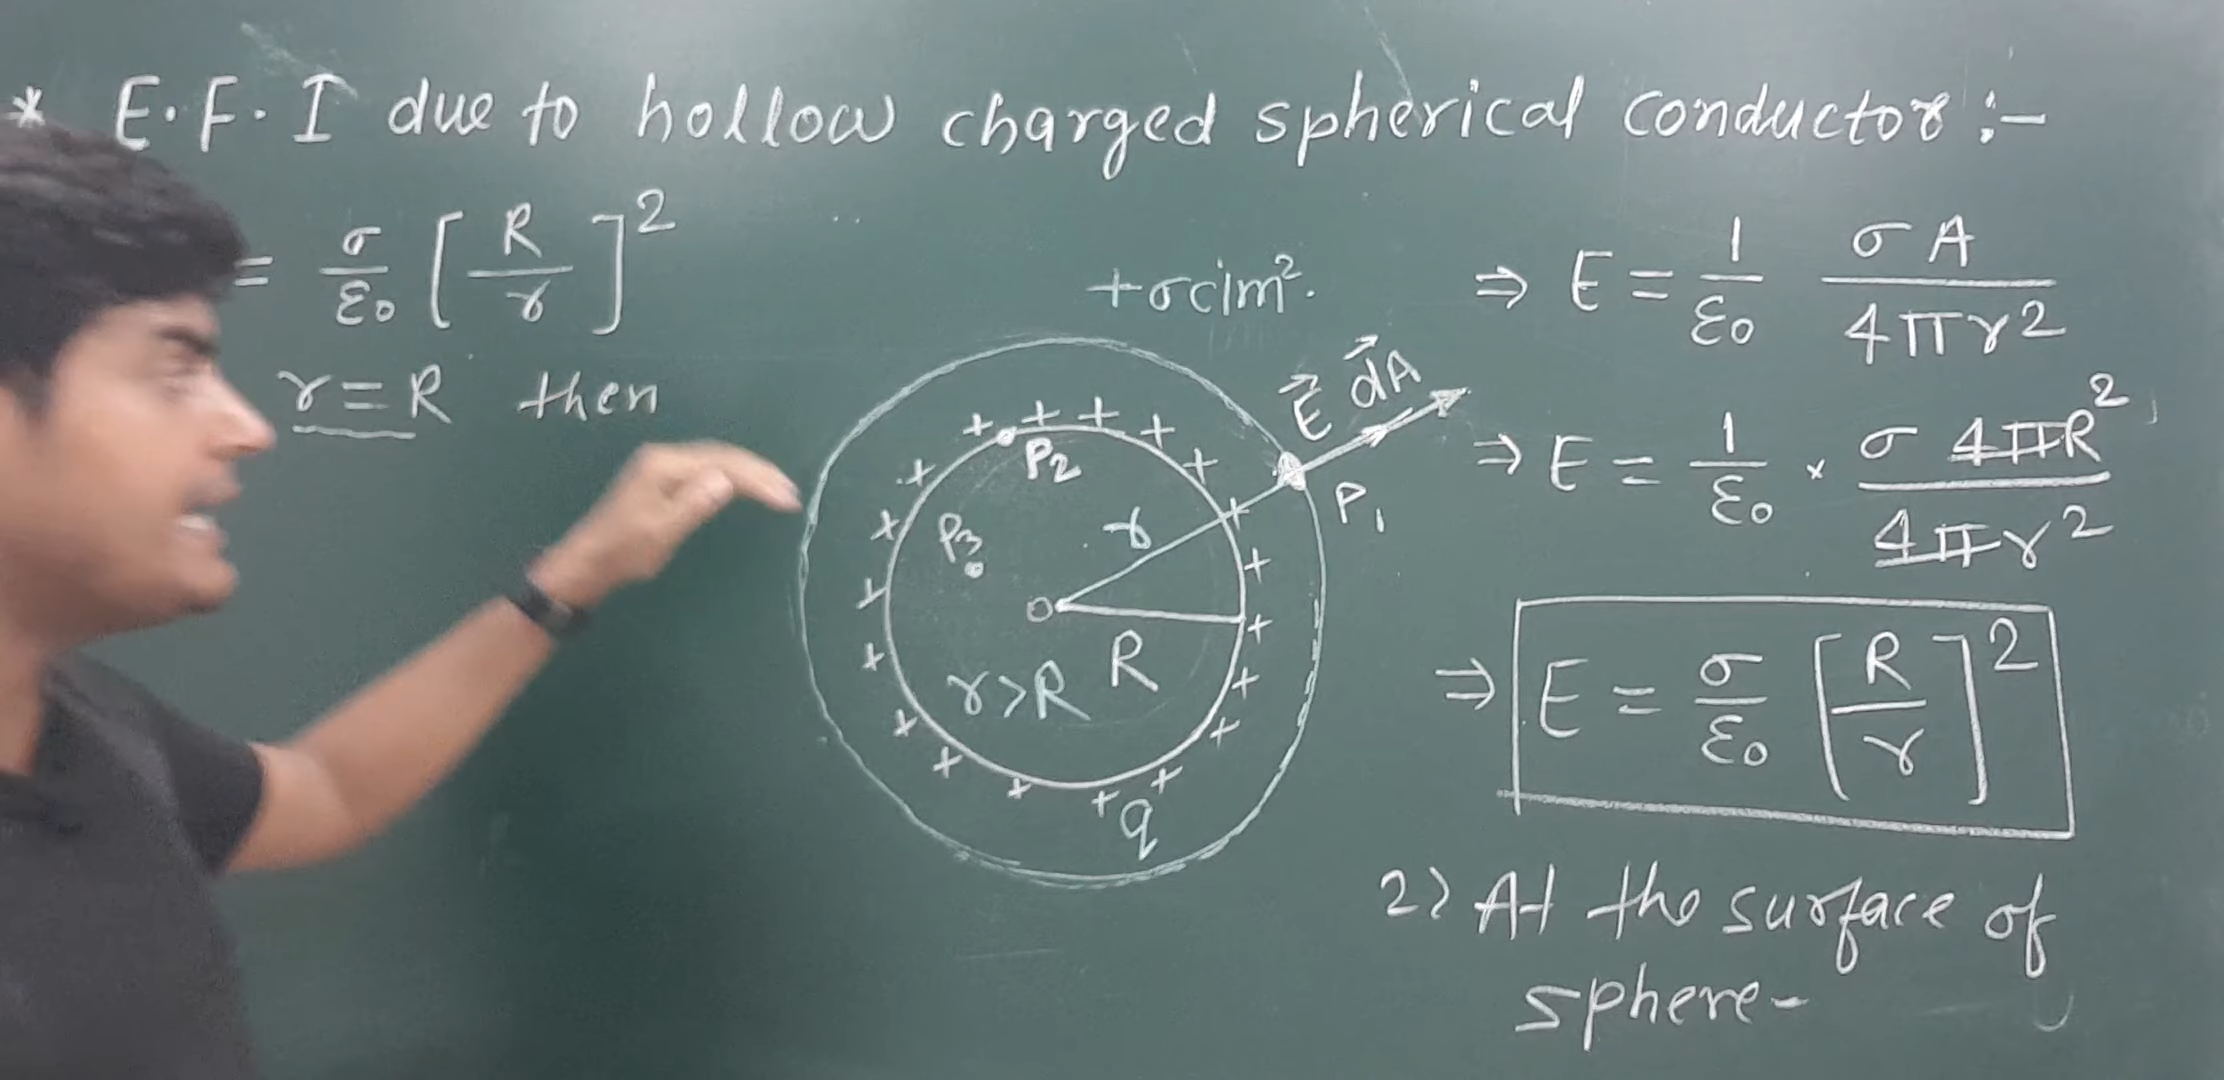 * E.F.I due to hollow charged spherical conductor :-
= σ/ε₀ [R/r]²
r = R then
+σc/m².
⇒ E = 1/ε₀ σA/4πr²
⇒ E = 1/ε₀ × σ 4πR²/4πr²
⇒ E = σ/ε₀ [R/r]²
2) At the surface of
sphere-
E⃗ dA⃗
P₁
P₂
P₃
r
O
R
r>R
q
+ + + + + + + + + + + + + + + + + + + +